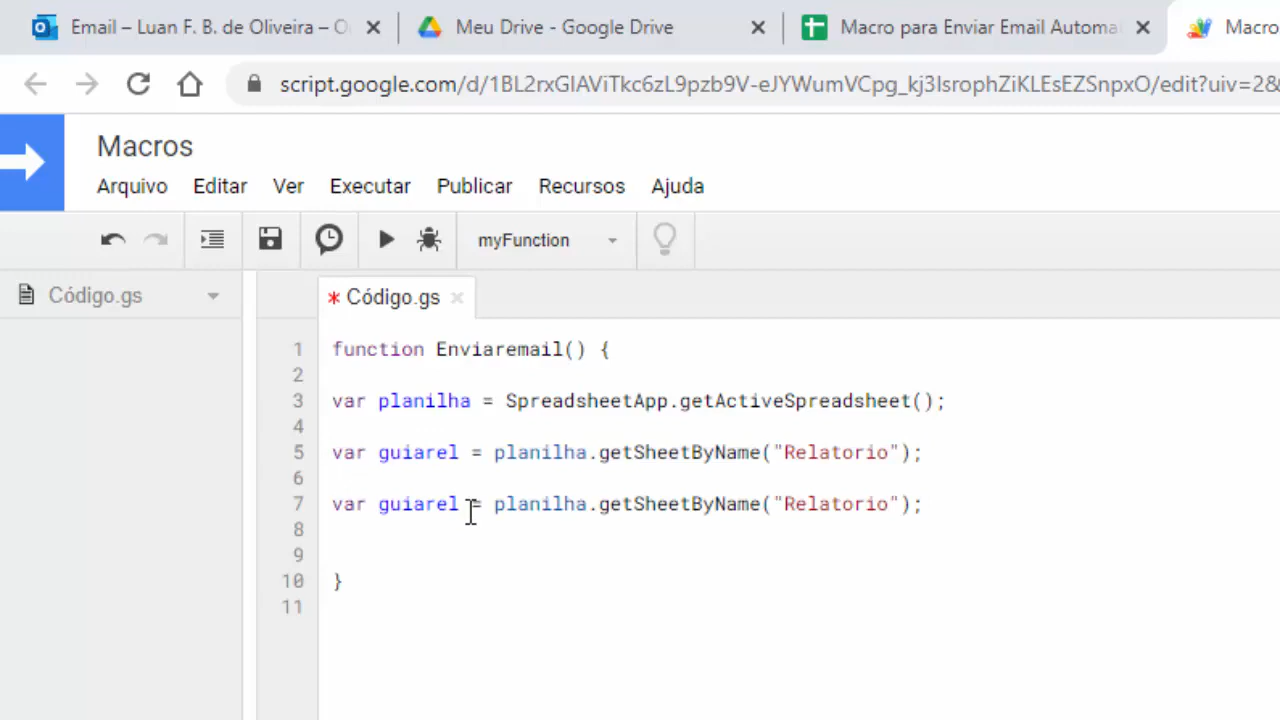 Email – Luan F. B. de Oliveira – O
Meu Drive - Google Drive
Macro para Enviar Email Automa
Macro
script.google.com/d/1BL2rxGlAViTkc6zL9pzb9V-eJYWumVCpg_kj3lsrophZiKLEsEZSnpxO/edit?uiv=2&
Macros
Arquivo Editar Ver Executar Publicar Recursos Ajuda
myFunction
Código.gs
* Código.gs
1 function Enviaremail() {
2
3 var planilha = SpreadsheetApp.getActiveSpreadsheet();
4
5 var guiarel = planilha.getSheetByName("Relatorio");
6
7 var guiarel = planilha.getSheetByName("Relatorio");
8
9
10 }
11